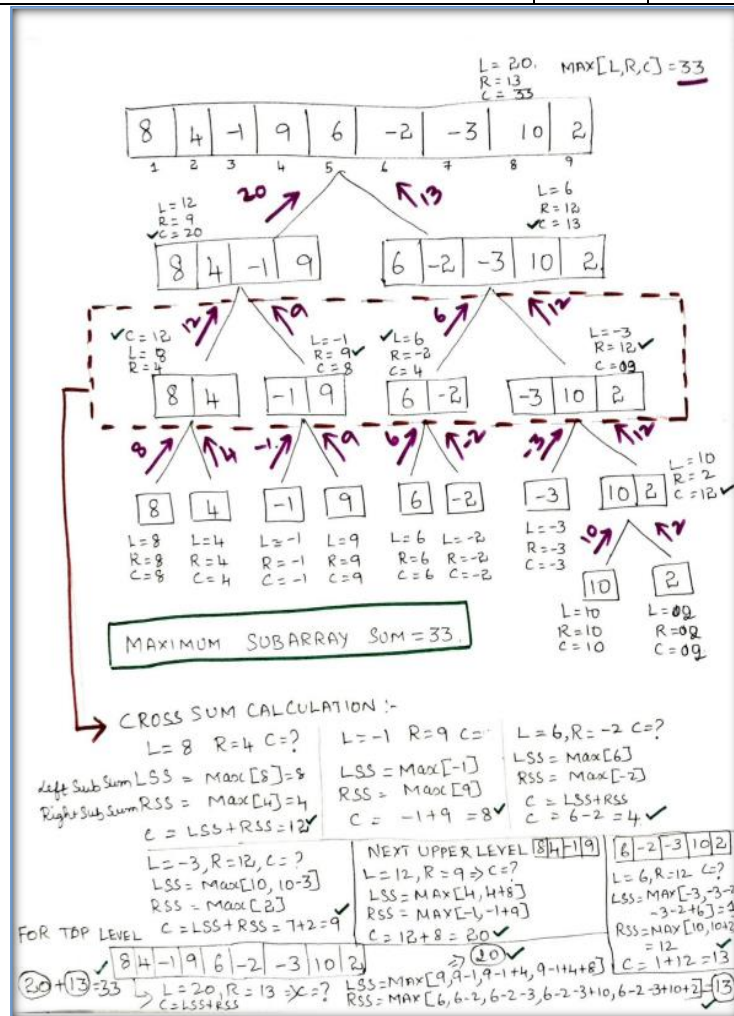 L = 20. MAX[L,R,C] = 33
R = 13
C = 33
8 4 -1 9 6 -2 -3 10 2
1 2 3 4 5 6 7 8 9
20 13
L = 12
R = 9
✓C = 20
L = 6
R = 12
✓C = 13
8 4 -1 9
6 -2 -3 10 2
12 9 6 12
✓C = 12
L = 8
R = 4
L = -1
R = 9✓
C = 8
✓L = 6
R = -2
C = 4
L = -3
R = 12✓
C = 09
8 4
-1 9
6 -2
-3 10 2
8 4 -1. 9 6 -2 -3 12
L = 10
R = 2
C = 12✓
8 4 -1 9 6 -2 -3 10 2
L=8 L=4 L=-1 L=9 L=6 L=-2 L=-3
R=8 R=4 R=-1 R=9 R=6 R=-2 R=-3
C=8 C=4 C=-1 C=9 C=6 C=-2 C=-3
10 2
10 2
L=10 L=02
R=10 R=02
C=10 C=02
MAXIMUM SUBARRAY SUM = 33.
CROSS SUM CALCULATION :-
L = 8 R = 4 C = ?
Left Sub Sum LSS = Max[8] = 8
Right Sub Sum RSS = Max[4] = 4
C = LSS + RSS = 12✓
L = -1 R = 9 C =
LSS = Max[-1]
RSS = Max[9]
C = -1+9 = 8✓
L = 6, R = -2 C = ?
LSS = Max[6]
RSS = Max[-2]
C = LSS+RSS
C = 6-2 = 4✓
L = -3, R = 12, C = ?
LSS = Max[10, 10-3]
RSS = Max[2]
C = LSS + RSS = 7+2 = 9
✓
NEXT UPPER LEVEL 8 4 -1 9
L = 12, R = 9 => C = ?
LSS = MAX[4, 4+8]
RSS = MAX[-1, -1+9]
C = 12 + 8 = 20✓
6 -2 -3 10 2
L = 6, R = 12 C = ?
LSS = MAX[-3, -3-2
-3-2+6] = 1
RSS = MAX[10, 10+2
= 12
C = 1+12 = 13
FOR TOP LEVEL
✓ 8 4 -1 9 6 -2 -3 10 2
20 + 13 = 33
L = 20, R = 13 => C = ?
C = LSS+RSS
=> 20✓
LSS = MAX[9, 9-1, 9-1+4, 9-1+4+8]
RSS = MAX[6, 6-2, 6-2-3, 6-2-3+10, 6-2-3+10+2] = 13
✓